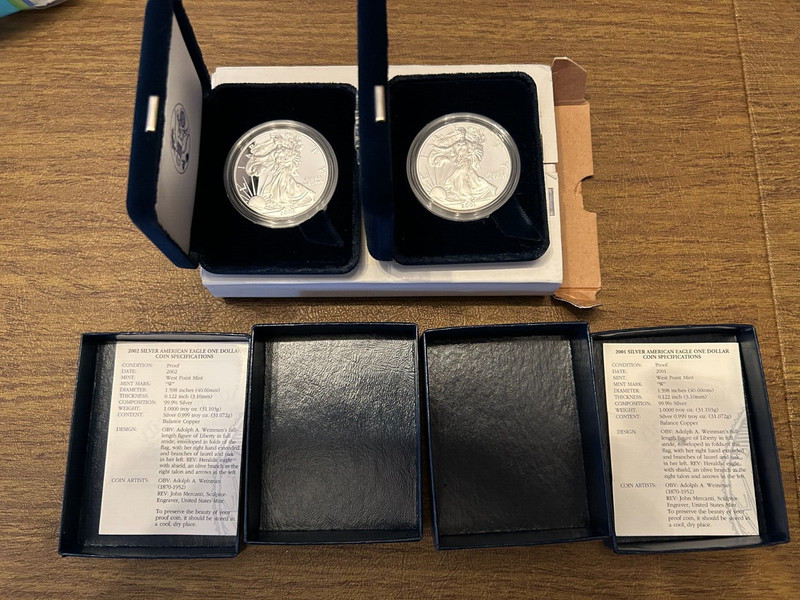 2002 SILVER AMERICAN EAGLE ONE DOLLAR
COIN SPECIFICATIONS
CONDITION: Proof
DATE: 2002
MINT: West Point Mint
MINT MARK: "W"
DIAMETER: 1.598 inches (40.60mm)
THICKNESS: 0.122 inch (3.10mm)
COMPOSITION: 99.9% Silver
WEIGHT: 1.0000 troy oz. (31.103g)
CONTENT: Silver 0.999 troy oz. (31.072g)
Balance Copper
DESIGN: OBV: Adolph A. Weinman's full-
length figure of Liberty in full
stride, enveloped in folds of the
flag, with her right hand extended
and branches of laurel and oak
in her left. REV: Heraldic eagle
with shield, an olive branch in the
right talon and arrows in the left.
COIN ARTISTS: OBV: Adolph A. Weinman
(1870-1952)
REV: John Mercanti, Sculptor
Engraver, United States Mint.
To preserve the beauty of your
proof coin, it should be stored in
a cool, dry place.
2001 SILVER AMERICAN EAGLE ONE DOLLAR
COIN SPECIFICATIONS
CONDITION: Proof
DATE: 2001
MINT: West Point Mint
MINT MARK: "W"
DIAMETER: 1.598 inches (40.60mm)
THICKNESS: 0.122 inch (3.10mm)
COMPOSITION: 99.9% Silver
WEIGHT: 1.0000 troy oz. (31.103g)
CONTENT: Silver 0.999 troy oz. (31.072g)
Balance Copper
DESIGN: OBV: Adolph A. Weinman's full-
length figure of Liberty in full
stride, enveloped in folds of the
flag, with her right hand extended
and branches of laurel and oak
in her left. REV: Heraldic eagle
with shield, an olive branch in the
right talon and arrows in the left.
COIN ARTISTS: OBV: Adolph A. Weinman
(1870-1952)
REV: John Mercanti, Sculptor
Engraver, United States Mint.
To preserve the beauty of your
proof coin, it should be stored in
a cool, dry place.